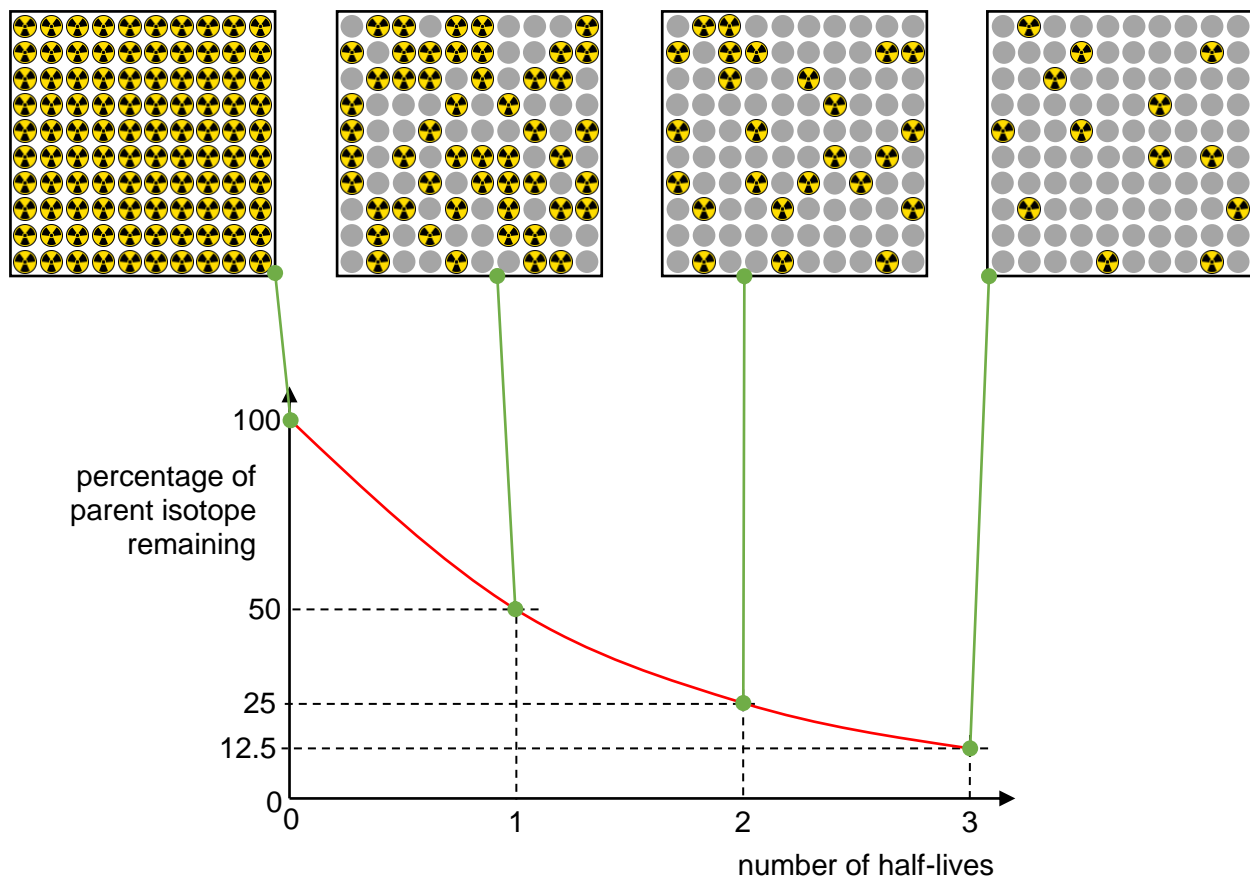 100
percentage of
parent isotope
remaining
50
25
12.5
0
0
1
2
3
number of half-lives